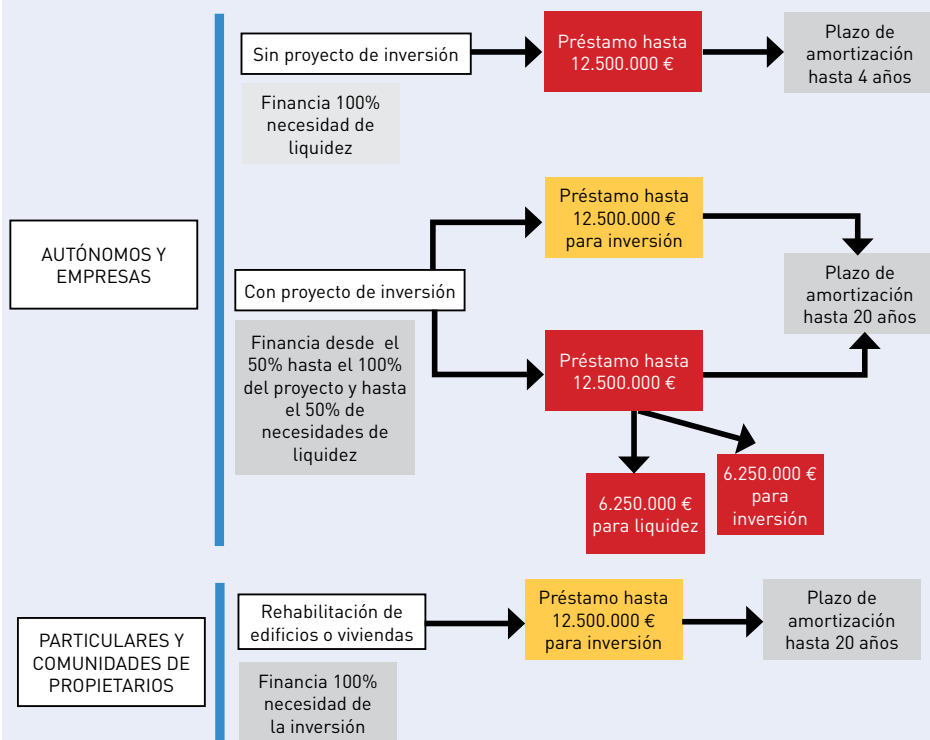 AUTÓNOMOS Y
EMPRESAS
Sin proyecto de inversión
Financia 100%
necesidad de
liquidez
Préstamo hasta
12.500.000 €
Plazo de
amortización
hasta 4 años
Con proyecto de inversión
Financia desde el
50% hasta el 100%
del proyecto y hasta
el 50% de
necesidades de
liquidez
Préstamo hasta
12.500.000 €
para inversión
Préstamo hasta
12.500.000 €
6.250.000 €
para liquidez
6.250.000 €
para
inversión
Plazo de
amortización
hasta 20 años
PARTICULARES Y
COMUNIDADES DE
PROPIETARIOS
Rehabilitación de
edificios o viviendas
Financia 100%
necesidad de
la inversión
Préstamo hasta
12.500.000 €
para inversión
Plazo de
amortización
hasta 20 años